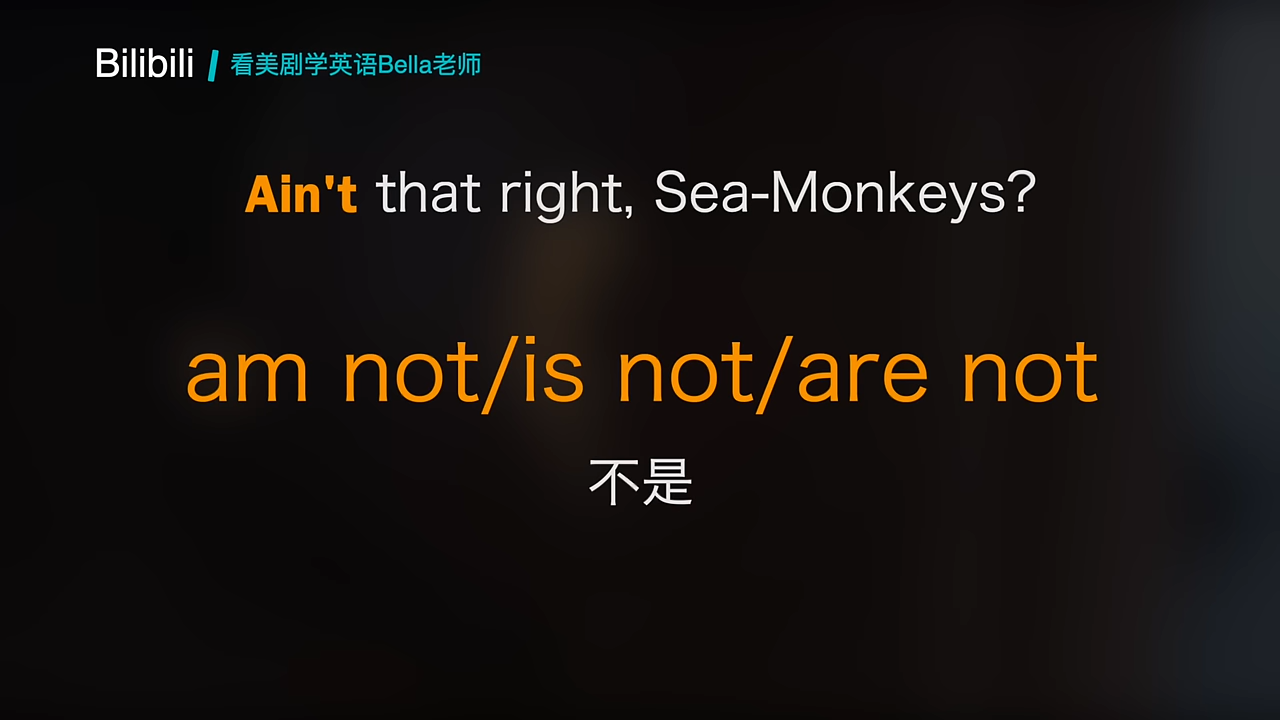 Bilibili / 看美剧学英语Bella老师
Ain't that right, Sea-Monkeys?
am not/is not/are not
不是